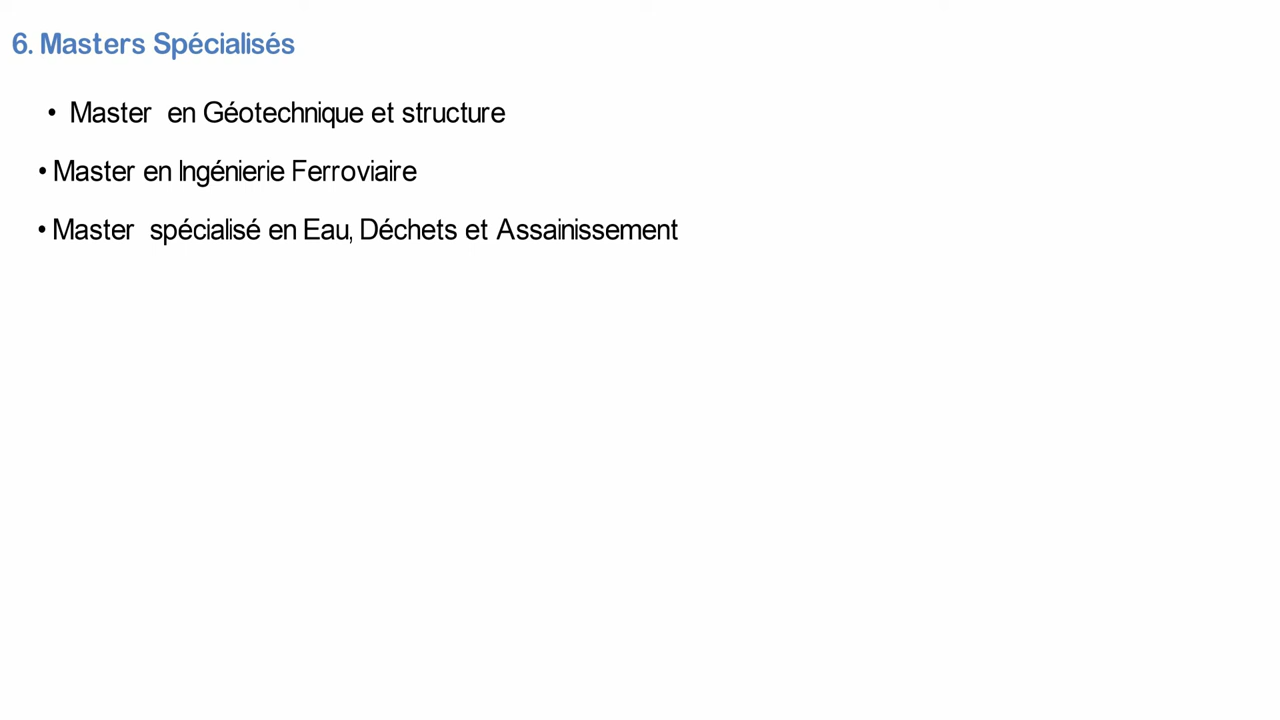 6. Masters Spécialisés
• Master en Géotechnique et structure
• Master en Ingénierie Ferroviaire
• Master spécialisé en Eau, Déchets et Assainissement